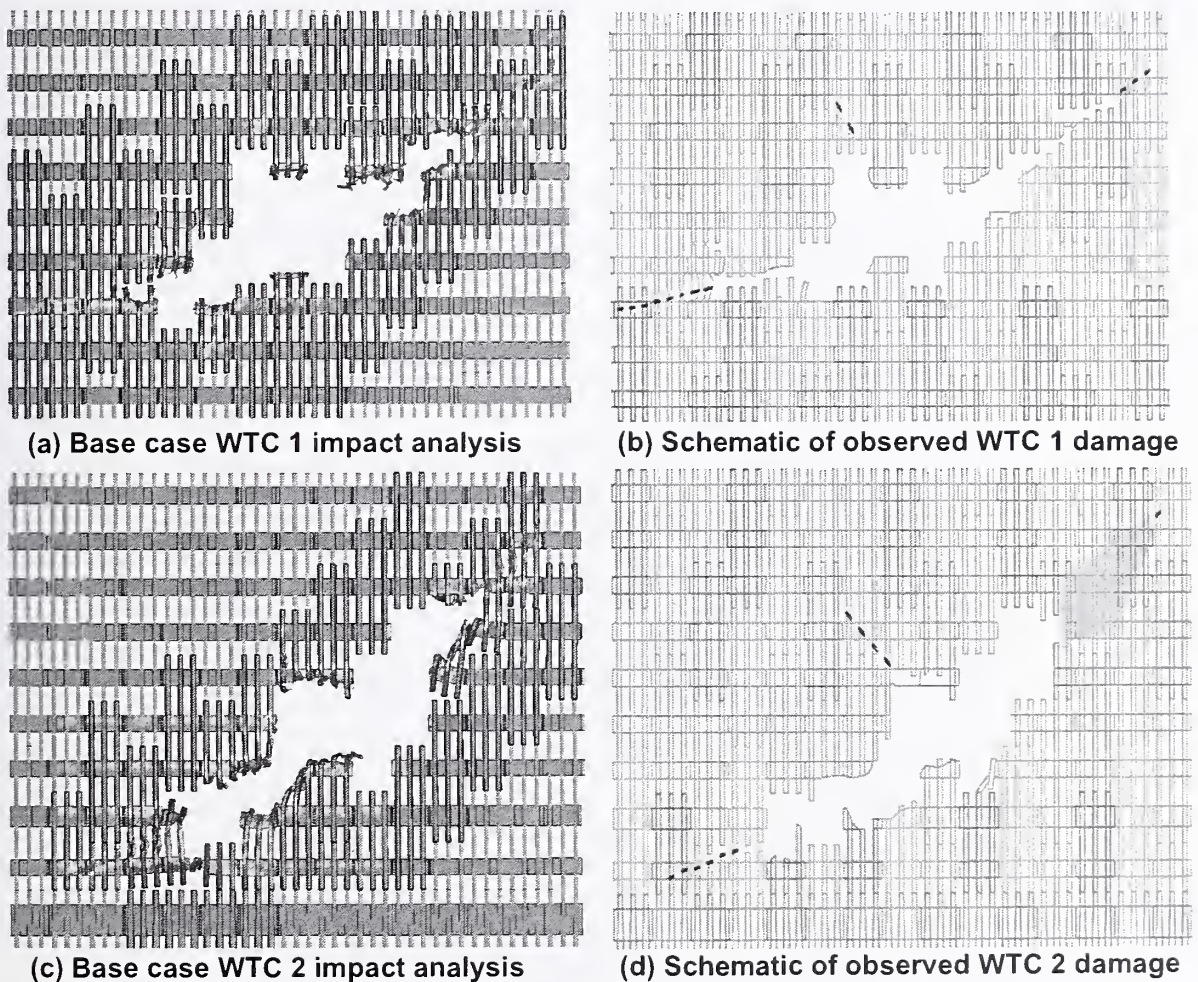 (a) Base case WTC 1 impact analysis
(b) Schematic of observed WTC 1 damage
(c) Base case WTC 2 impact analysis
(d) Schematic of observed WTC 2 damage